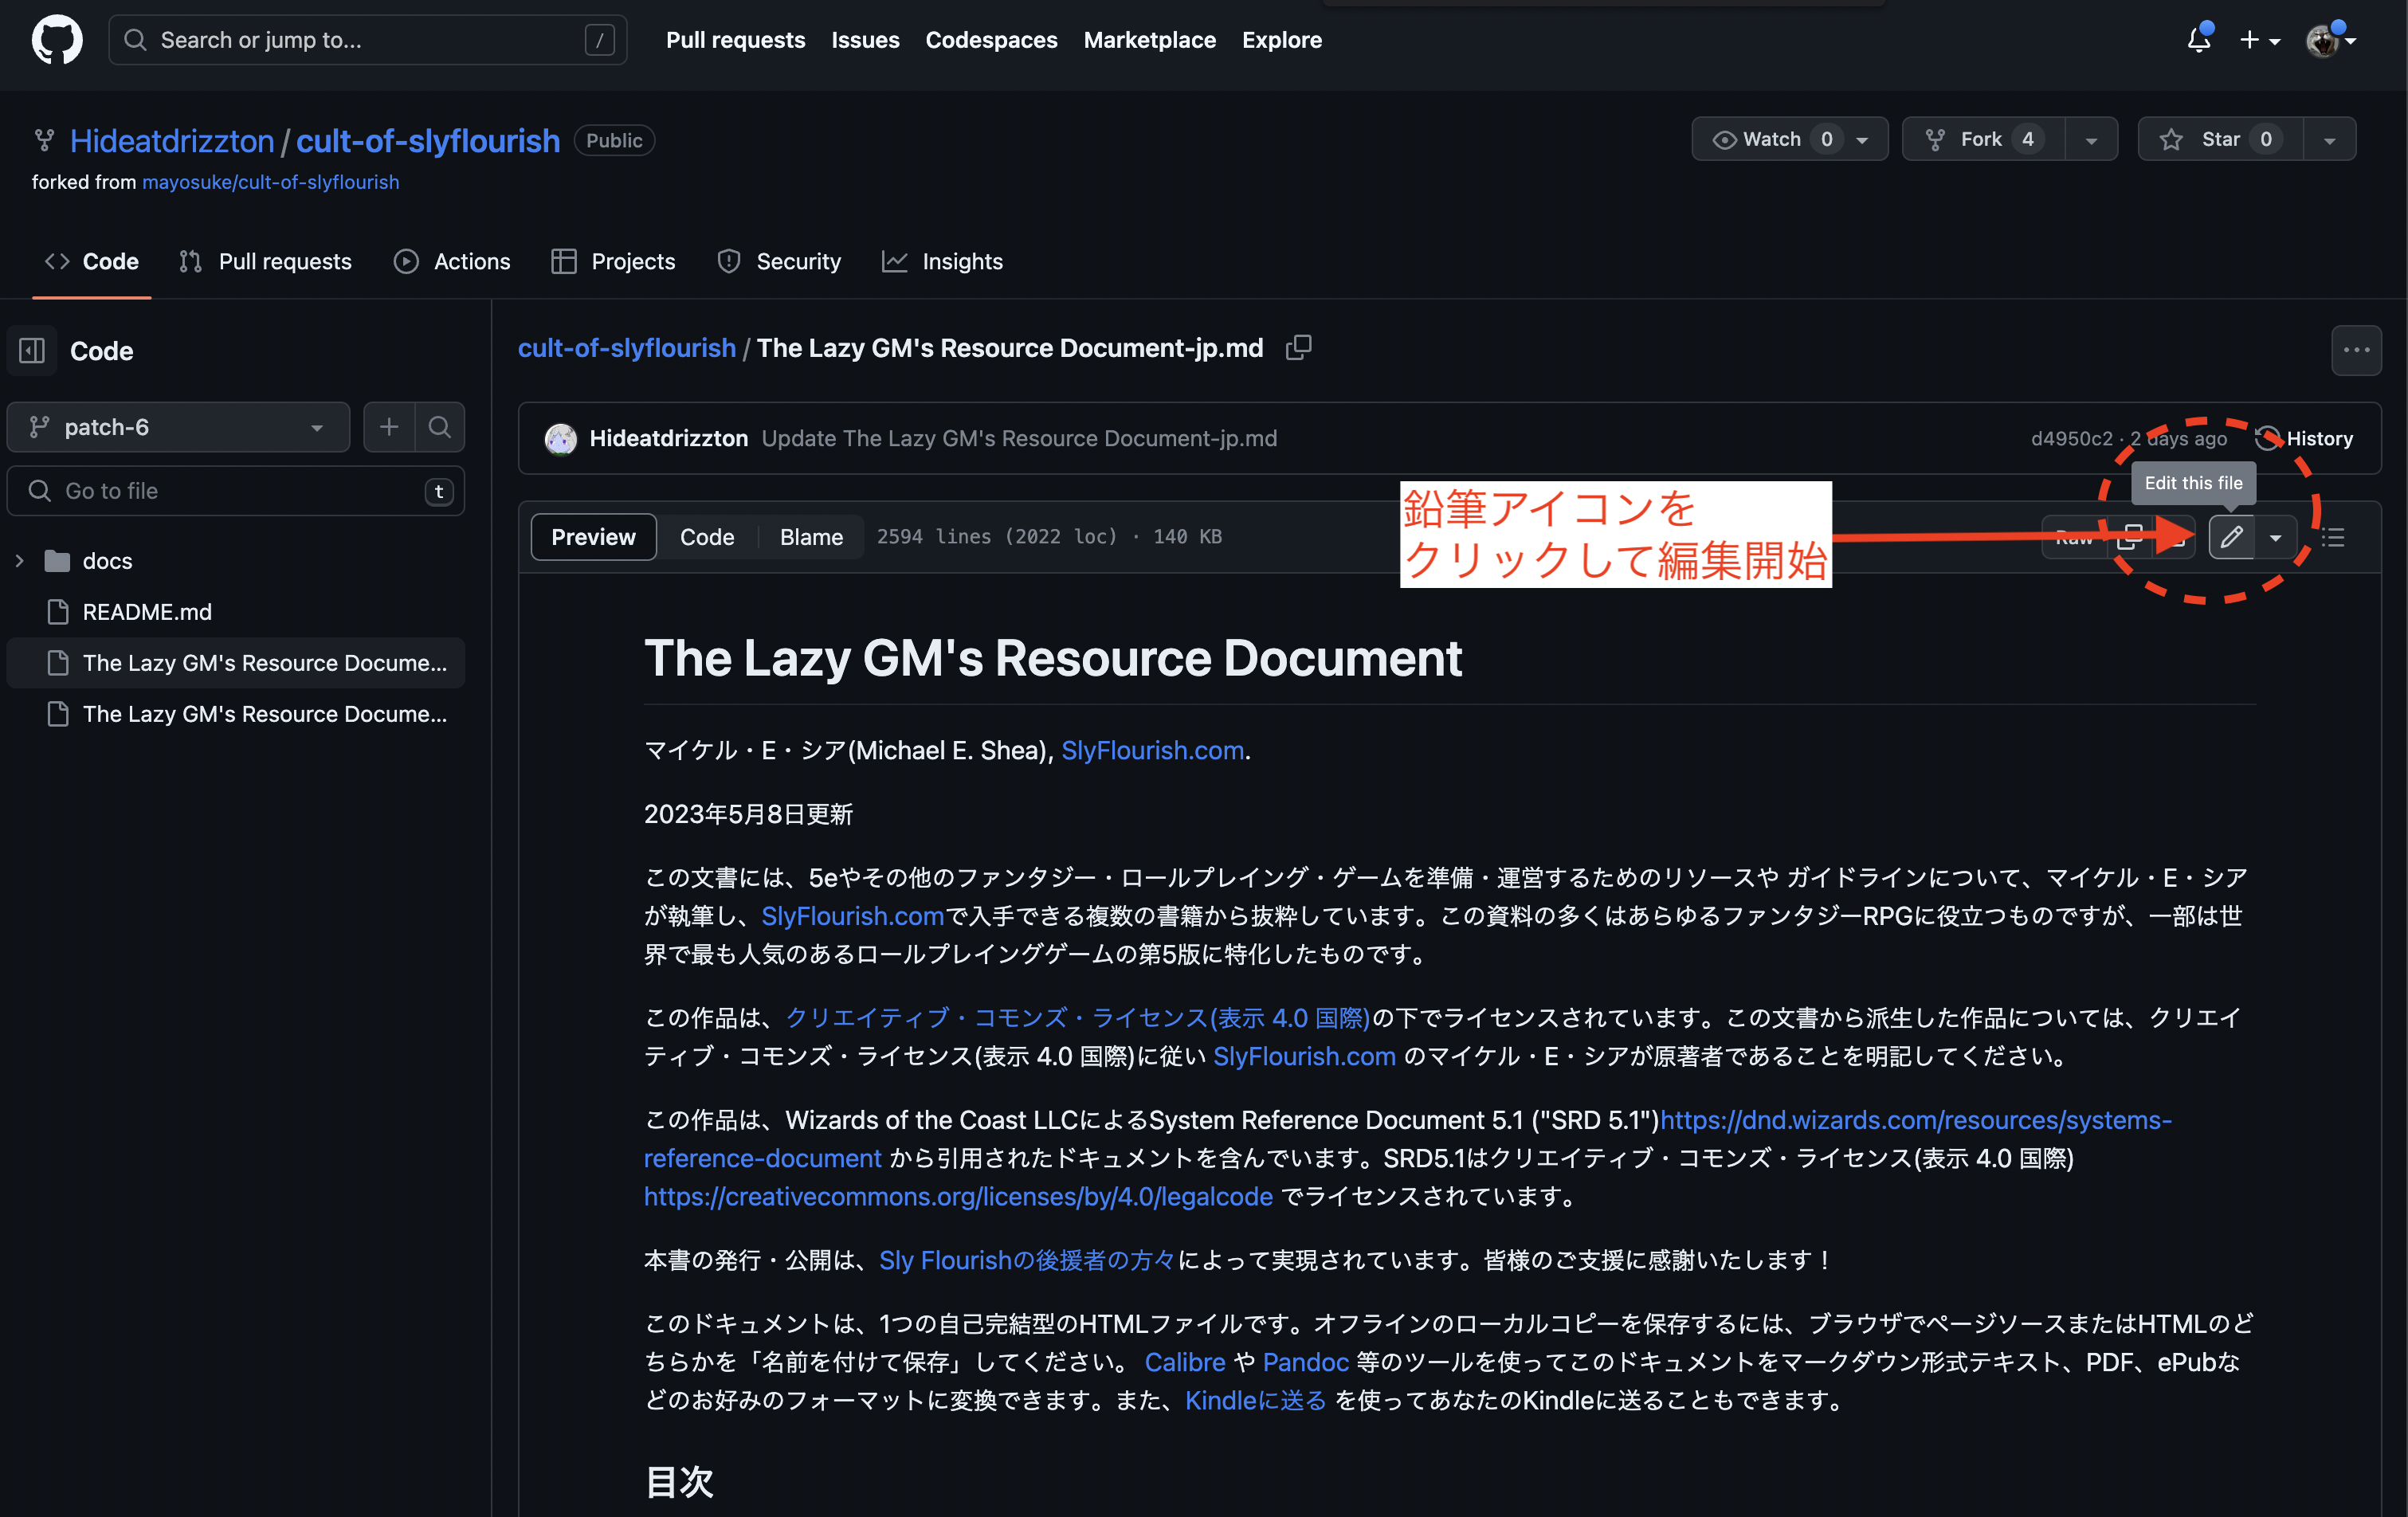 Search or jump to...
/
Pull requests
Issues
Codespaces
Marketplace
Explore
Hideatdrizzton / cult-of-slyflourish
Public
Watch 0
Fork 4
Star 0
forked from mayosuke/cult-of-slyflourish
Code
Pull requests
Actions
Projects
Security
Insights
Code
patch-6
Go to file
t
docs
README.md
The Lazy GM's Resource Docume...
The Lazy GM's Resource Docume...
cult-of-slyflourish / The Lazy GM's Resource Document-jp.md
Hideatdrizzton Update The Lazy GM's Resource Document-jp.md
d4950c2 · 2 days ago
History
Edit this file
Preview
Code
Blame
2594 lines (2022 loc) · 140 KB
Raw
鉛筆アイコンを
クリックして編集開始
The Lazy GM's Resource Document
マイケル・E・シア(Michael E. Shea), SlyFlourish.com.
2023年5月8日更新
この文書には、5eやその他のファンタジー・ロールプレイング・ゲームを準備・運営するためのリソースや ガイドラインについて、マイケル・E・シア
が執筆し、SlyFlourish.comで入手できる複数の書籍から抜粋しています。この資料の多くはあらゆるファンタジーRPGに役立つものですが、一部は世
界で最も人気のあるロールプレイングゲームの第5版に特化したものです。
この作品は、クリエイティブ・コモンズ・ライセンス(表示 4.0 国際)の下でライセンスされています。この文書から派生した作品については、クリエイ
ティブ・コモンズ・ライセンス(表示 4.0 国際)に従い SlyFlourish.com のマイケル・E・シアが原著者であることを明記してください。
この作品は、Wizards of the Coast LLCによるSystem Reference Document 5.1 ("SRD 5.1")https://dnd.wizards.com/resources/systems-
reference-document から引用されたドキュメントを含んでいます。SRD5.1はクリエイティブ・コモンズ・ライセンス(表示 4.0 国際)
https://creativecommons.org/licenses/by/4.0/legalcode でライセンスされています。
本書の発行・公開は、Sly Flourishの後援者の方々によって実現されています。皆様のご支援に感謝いたします！
このドキュメントは、1つの自己完結型のHTMLファイルです。オフラインのローカルコピーを保存するには、ブラウザでページソースまたはHTMLのど
ちらかを「名前を付けて保存」してください。 Calibre や Pandoc 等のツールを使ってこのドキュメントをマークダウン形式テキスト、PDF、ePubな
どのお好みのフォーマットに変換できます。また、Kindleに送る を使ってあなたのKindleに送ることもできます。
目次